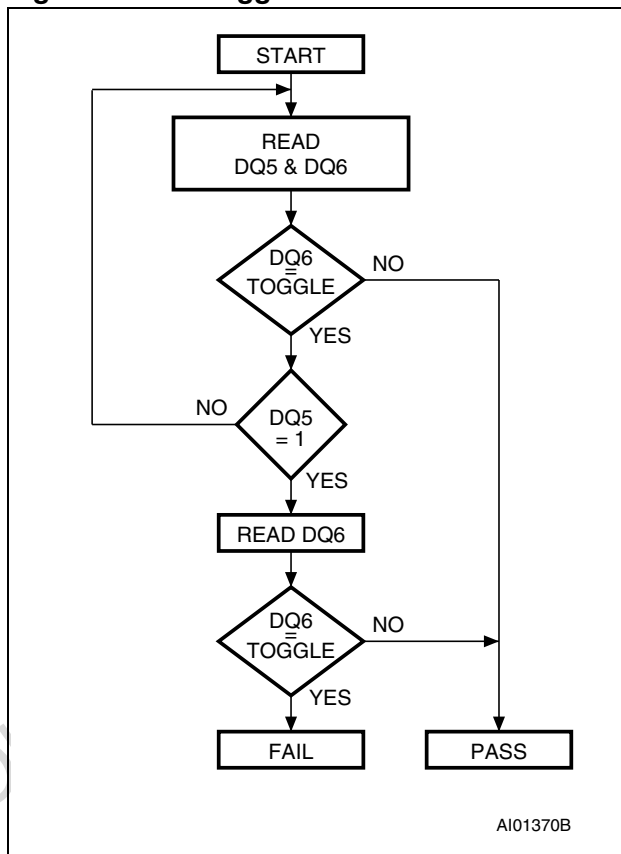 START
READ
DQ5 & DQ6
DQ6
=
TOGGLE
NO
YES
NO
DQ5
= 1
YES
READ DQ6
DQ6
=
TOGGLE
NO
YES
FAIL
PASS
AI01370B